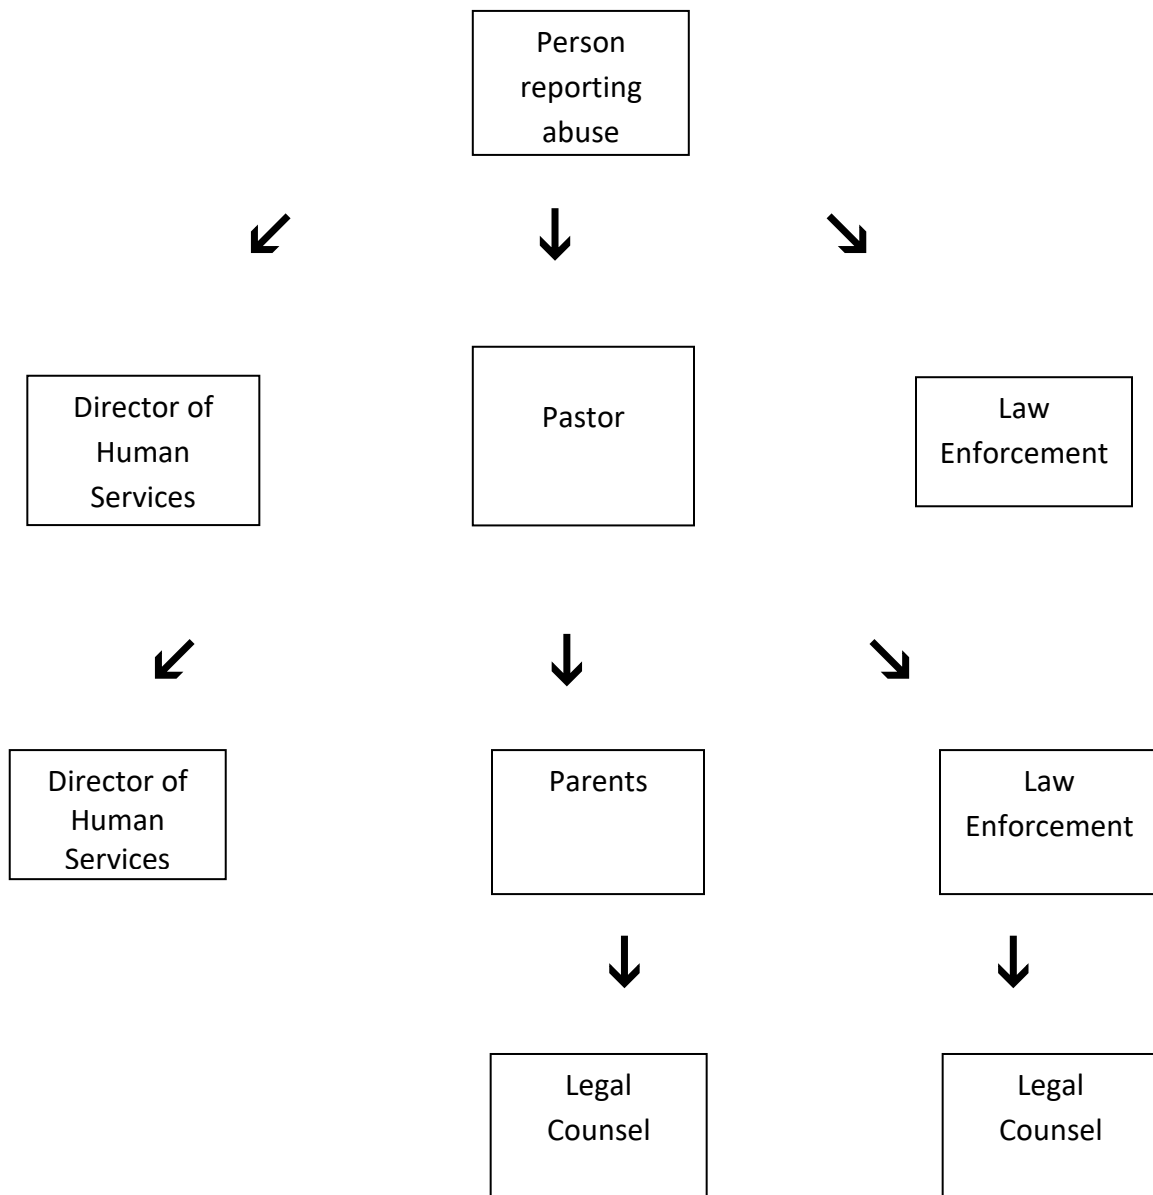 Person
reporting
abuse
Director of
Human
Services
Pastor
Law
Enforcement
Director of
Human
Services
Parents
Law
Enforcement
Legal
Counsel
Legal
Counsel